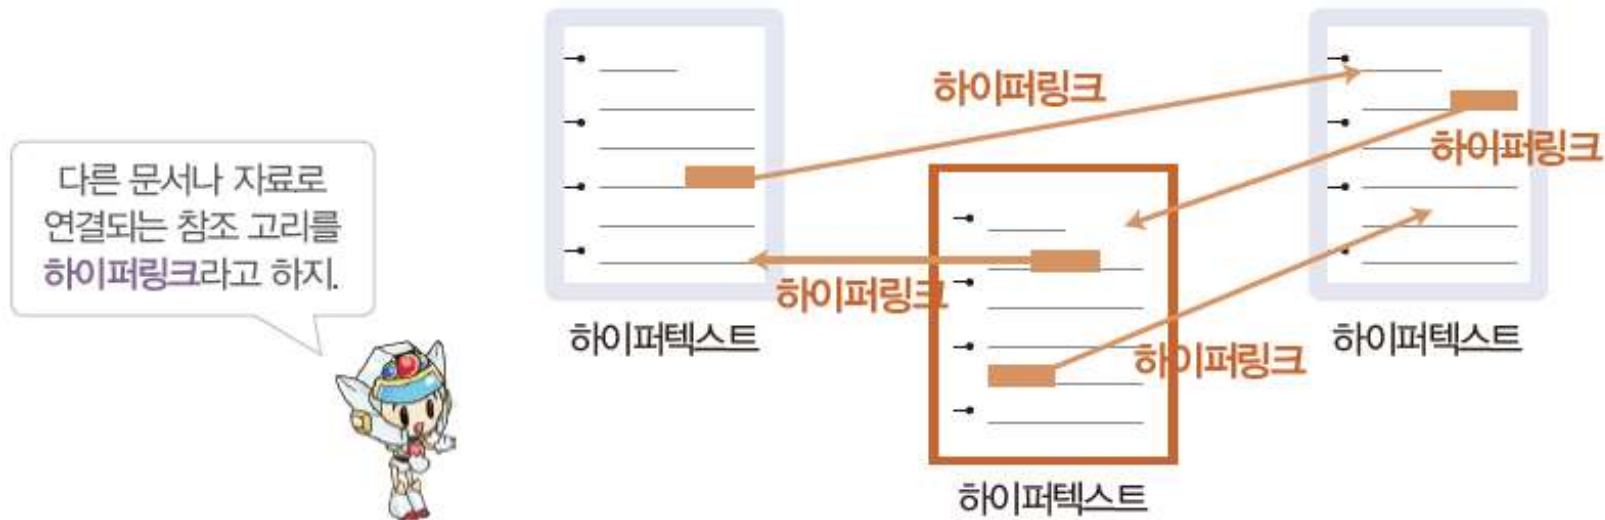 다른 문서나 자료로
연결되는 참조 고리를
하이퍼링크라고 하지.
하이퍼링크
하이퍼링크
하이퍼링크
하이퍼링크
하이퍼텍스트
하이퍼텍스트
하이퍼텍스트